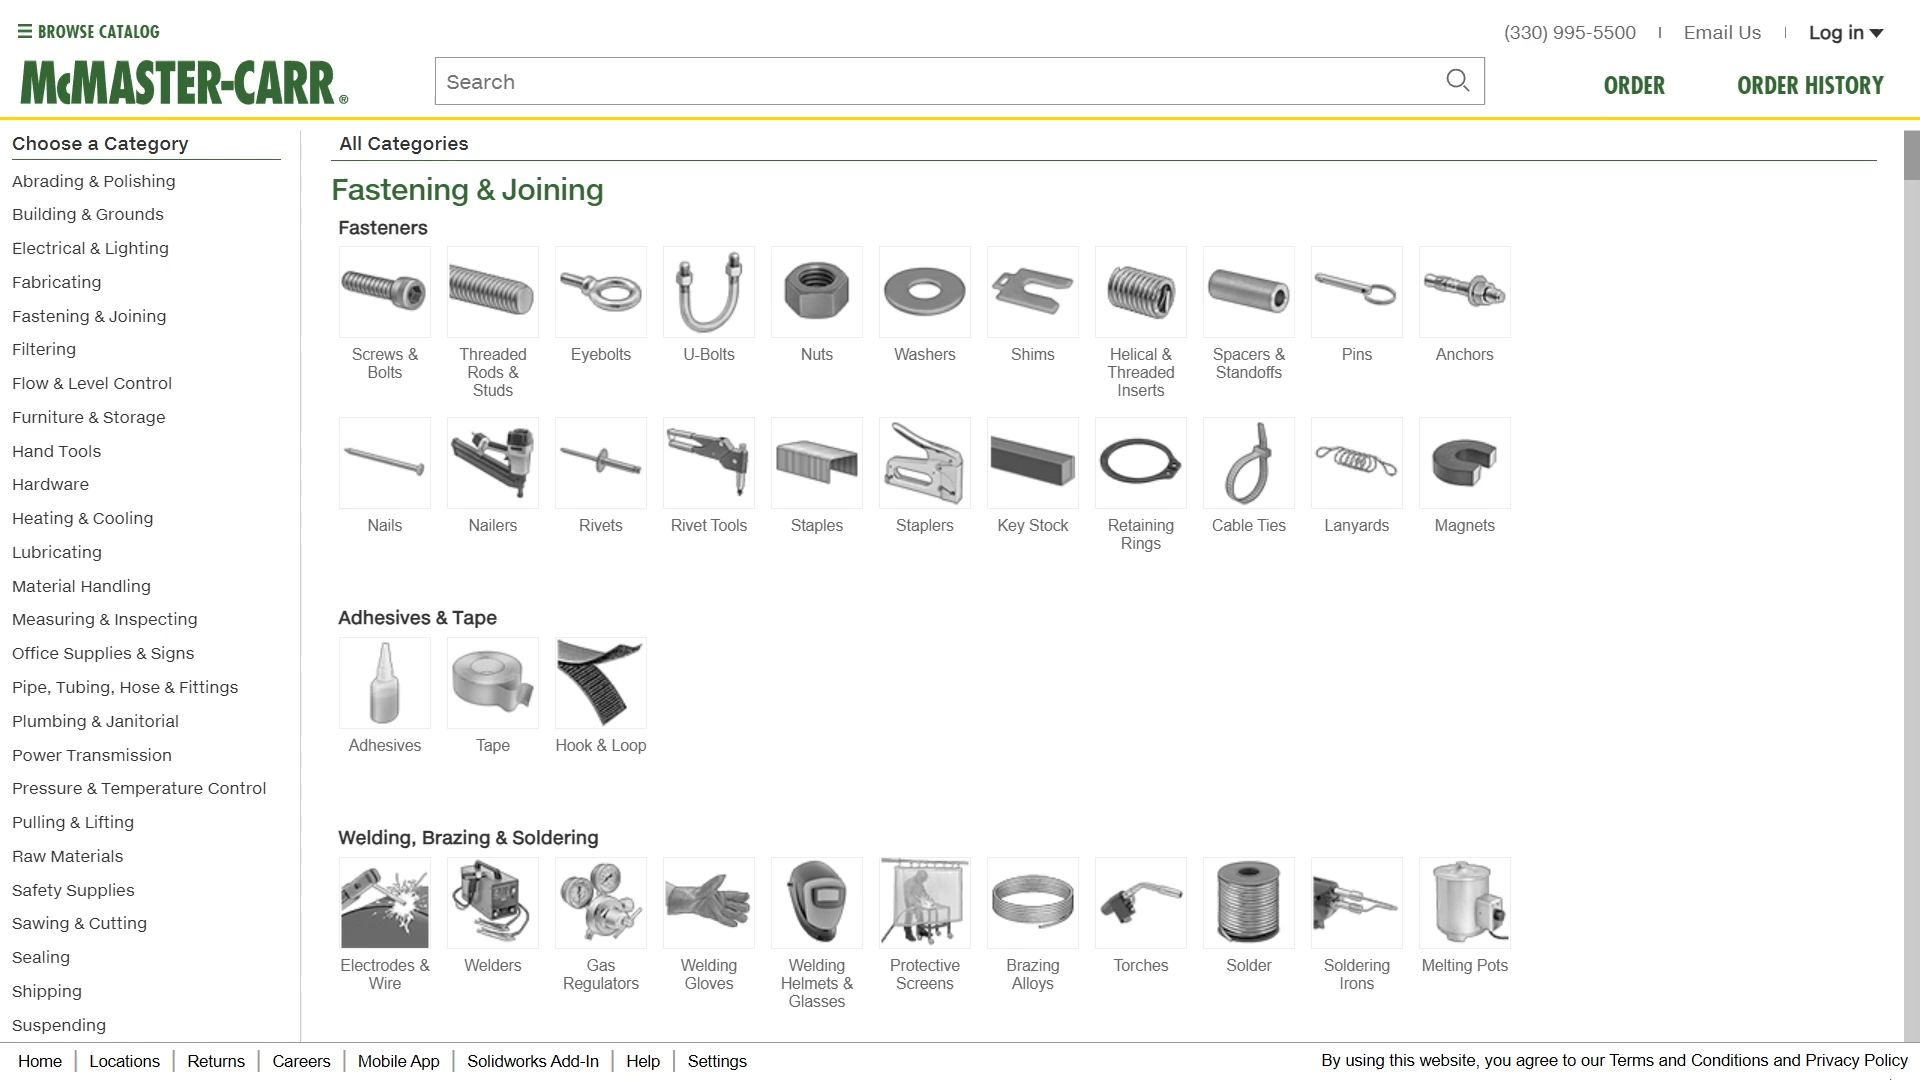 BROWSE CATALOG
(330) 995-5500
Email Us
Log in
McMASTER-CARR®
Search
ORDER
ORDER HISTORY
Choose a Category
Abrading & Polishing
Building & Grounds
Electrical & Lighting
Fabricating
Fastening & Joining
Filtering
Flow & Level Control
Furniture & Storage
Hand Tools
Hardware
Heating & Cooling
Lubricating
Material Handling
Measuring & Inspecting
Office Supplies & Signs
Pipe, Tubing, Hose & Fittings
Plumbing & Janitorial
Power Transmission
Pressure & Temperature Control
Pulling & Lifting
Raw Materials
Safety Supplies
Sawing & Cutting
Sealing
Shipping
Suspending
All Categories
Fastening & Joining
Fasteners
Screws &
Bolts
Threaded
Rods &
Studs
Eyebolts
U-Bolts
Nuts
Washers
Shims
Helical &
Threaded
Inserts
Spacers &
Standoffs
Pins
Anchors
Nails
Nailers
Rivets
Rivet Tools
Staples
Staplers
Key Stock
Retaining
Rings
Cable Ties
Lanyards
Magnets
Adhesives & Tape
Adhesives
Tape
Hook & Loop
Welding, Brazing & Soldering
Electrodes &
Wire
Welders
Gas
Regulators
Welding
Gloves
Welding
Helmets &
Glasses
Protective
Screens
Brazing
Alloys
Torches
Solder
Soldering
Irons
Melting Pots
Home
Locations
Returns
Careers
Mobile App
Solidworks Add-In
Help
Settings
By using this website, you agree to our Terms and Conditions and Privacy Policy